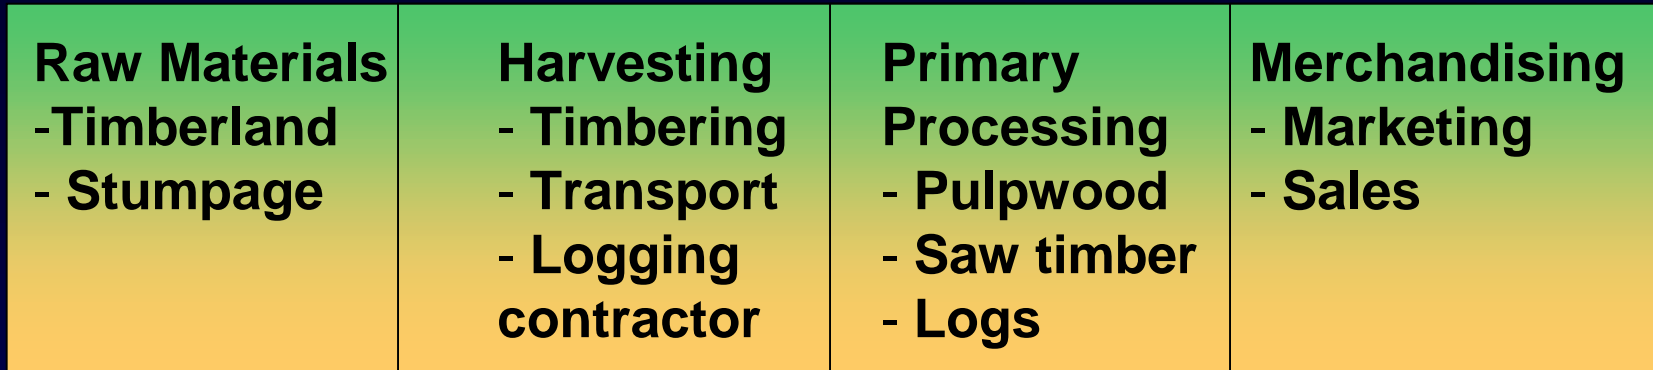 Raw Materials
-Timberland
- Stumpage
Harvesting
- Timbering
- Transport
- Logging
contractor
Primary
Processing
- Pulpwood
- Saw timber
- Logs
Merchandising
- Marketing
- Sales